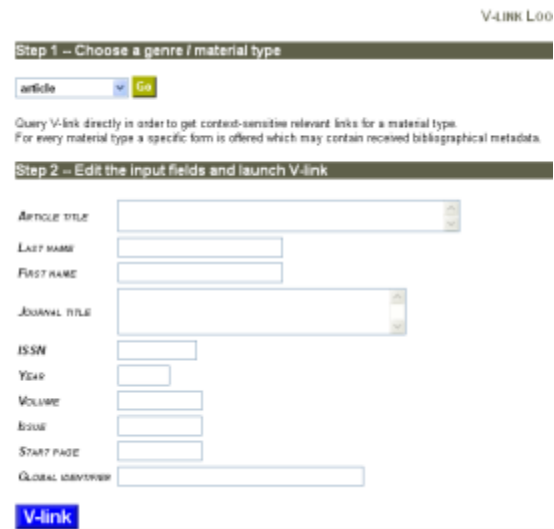 V-LINK LOO
Step 1 -- Choose a genre / material type
article Go
Query V-link directly in order to get context-sensitive relevant links for a material type.
For every material type a specific form is offered which may contain received bibliographical metadata.
Step 2 -- Edit the input fields and launch V-link
ARTICLE TITLE
LAST NAME
FIRST NAME
JOURNAL TITLE
ISSN
YEAR
VOLUME
ISSUE
START PAGE
GLOBAL IDENTIFIER
V-link